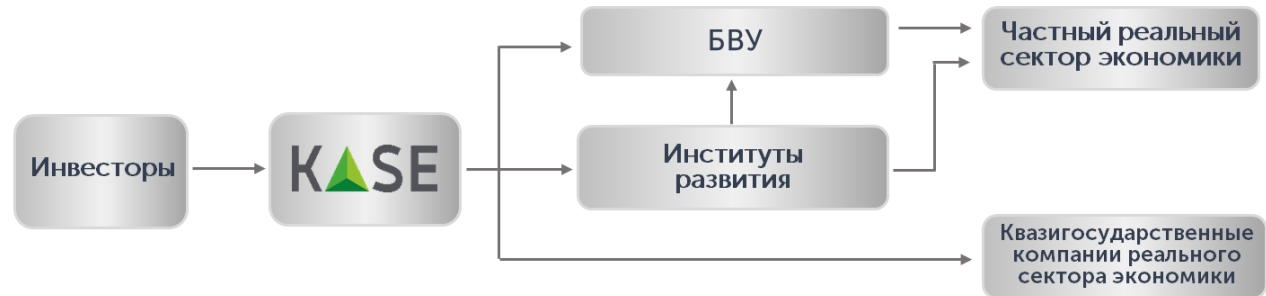 БВУ
Частный реальный
сектор экономики
Инвесторы
KASE
Институты
развития
Квазигосударственные
компании реального
сектора экономики